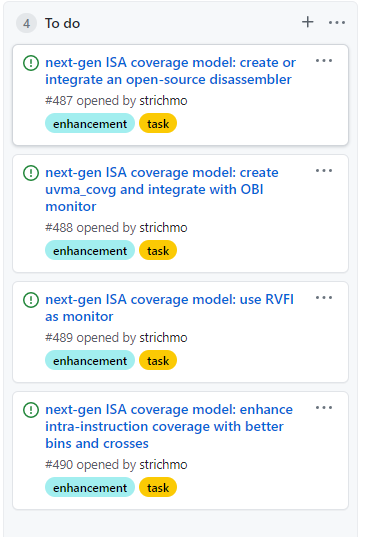 4 To do
next-gen ISA coverage model: create or
integrate an open-source disassembler
#487 opened by strichmo
enhancement task
next-gen ISA coverage model: create
uvma_covg and integrate with OBI
monitor
#488 opened by strichmo
enhancement task
next-gen ISA coverage model: use RVFI
as monitor
#489 opened by strichmo
enhancement task
next-gen ISA coverage model: enhance
intra-instruction coverage with better
bins and crosses
#490 opened by strichmo
enhancement task